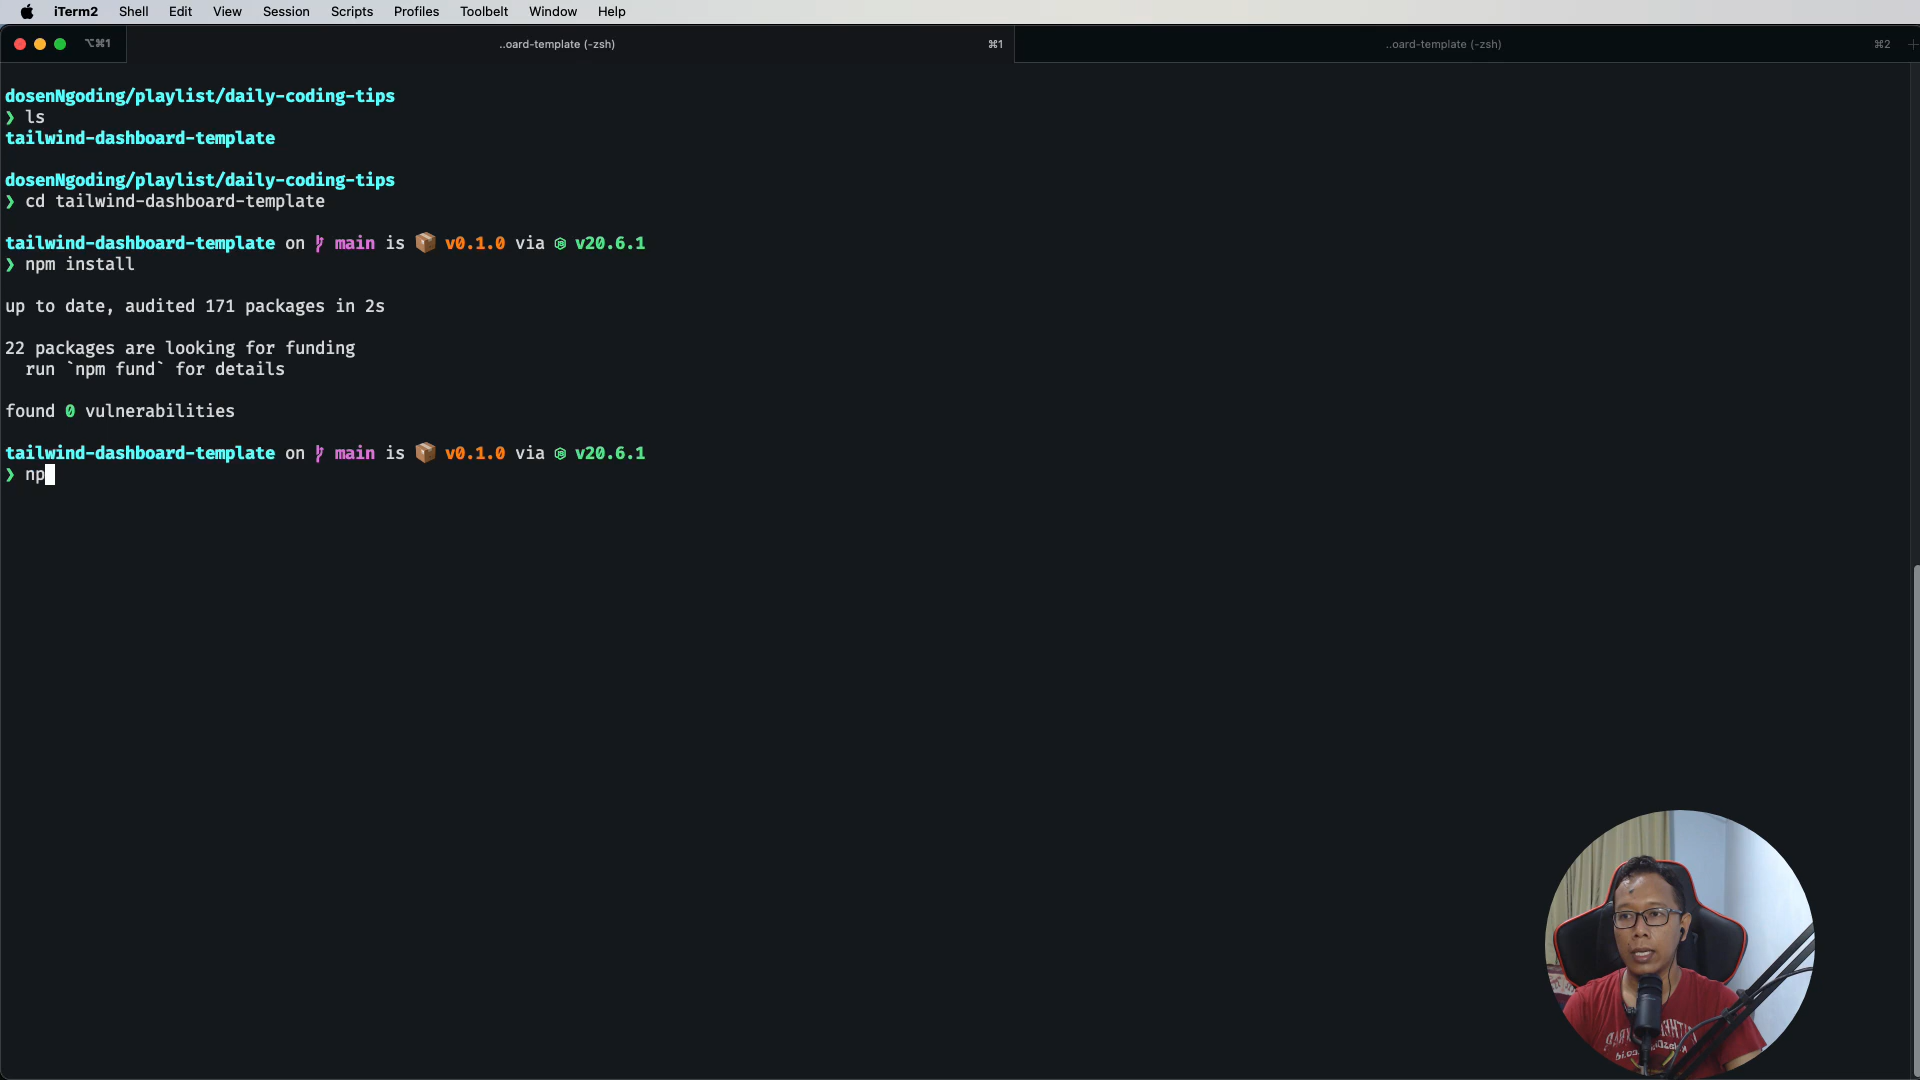 iTerm2 Shell Edit View Session Scripts Profiles Toolbelt Window Help
⌥⌘1 ..oard-template (-zsh) ⌘1 ..oard-template (-zsh) ⌘2
dosenNgoding/playlist/daily-coding-tips
❯ ls
tailwind-dashboard-template
dosenNgoding/playlist/daily-coding-tips
❯ cd tailwind-dashboard-template
tailwind-dashboard-template on main is 📦 v0.1.0 via v20.6.1
❯ npm install
up to date, audited 171 packages in 2s
22 packages are looking for funding
run `npm fund` for details
found 0 vulnerabilities
tailwind-dashboard-template on main is 📦 v0.1.0 via v20.6.1
❯ np